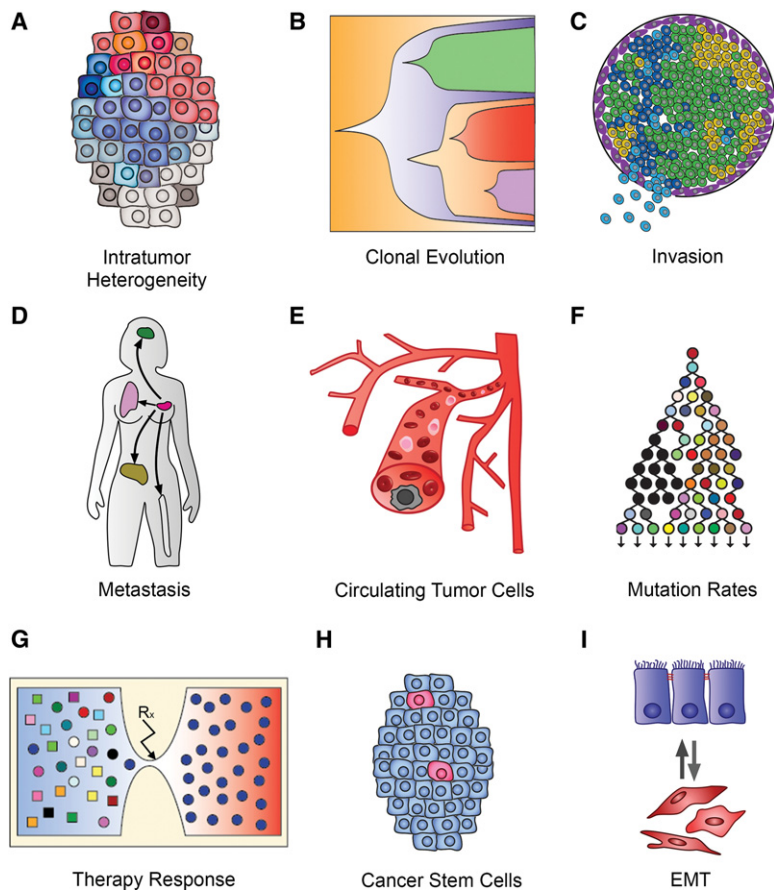 A
B
C
Intratumor
Heterogeneity
Clonal Evolution
Invasion
D
E
F
Metastasis
Circulating Tumor Cells
Mutation Rates
G
H
I
Rx
Therapy Response
Cancer Stem Cells
EMT